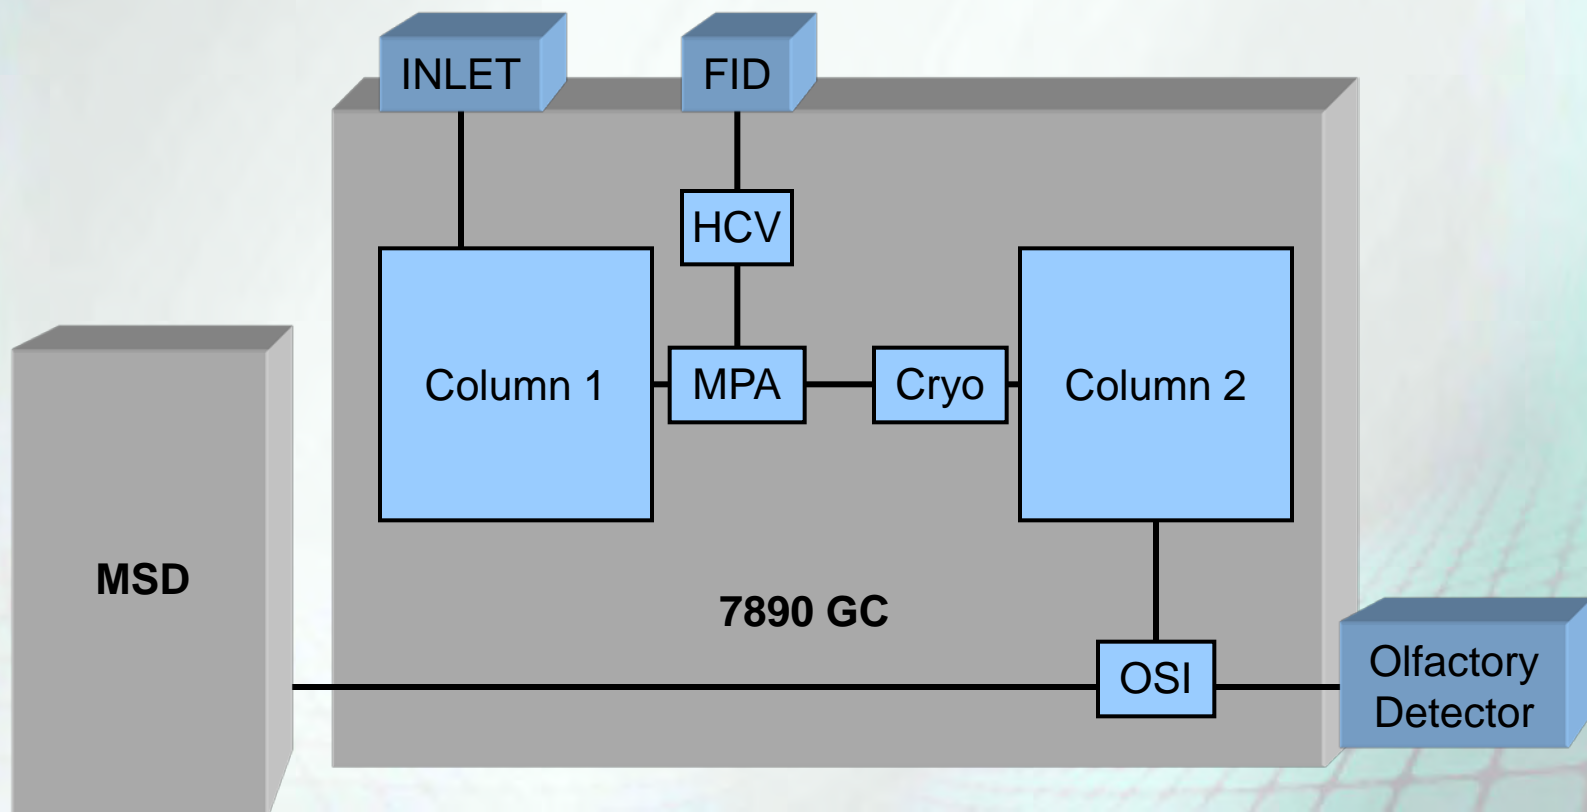 INLET
FID
HCV
Column 1
MPA
Cryo
Column 2
MSD
7890 GC
OSI
Olfactory
Detector